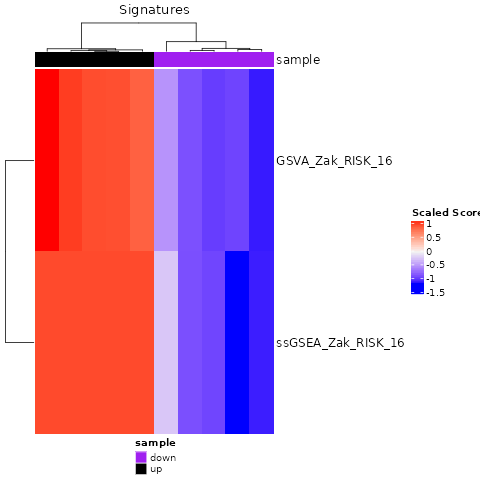 Signatures
sample
GSVA_Zak_RISK_16
ssGSEA_Zak_RISK_16
Scaled Score
1
0.5
0
-0.5
-1
-1.5
sample
down
up